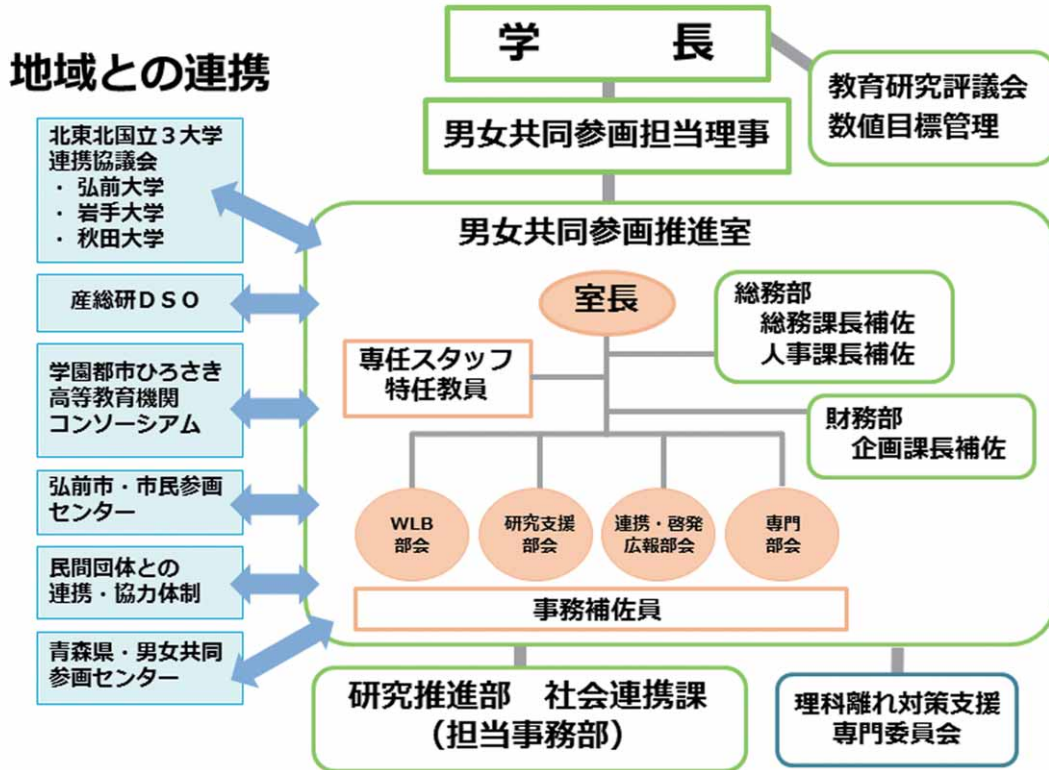 学　　長
地域との連携
教育研究評議会
数値目標管理
男女共同参画担当理事
北東北国立３大学
連携協議会
・ 弘前大学
・ 岩手大学
・ 秋田大学
産総研ＤＳＯ
学園都市ひろさき
高等教育機関
コンソーシアム
弘前市・市民参画
センター
民間団体との
連携・協力体制
青森県・男女共同
参画センター
男女共同参画推進室
室長
総務部
総務課長補佐
人事課長補佐
専任スタッフ
特任教員
財務部
企画課長補佐
WLB
部会
研究支援
部会
連携・啓発
広報部会
専門
部会
事務補佐員
研究推進部　社会連携課
（担当事務部）
理科離れ対策支援
専門委員会